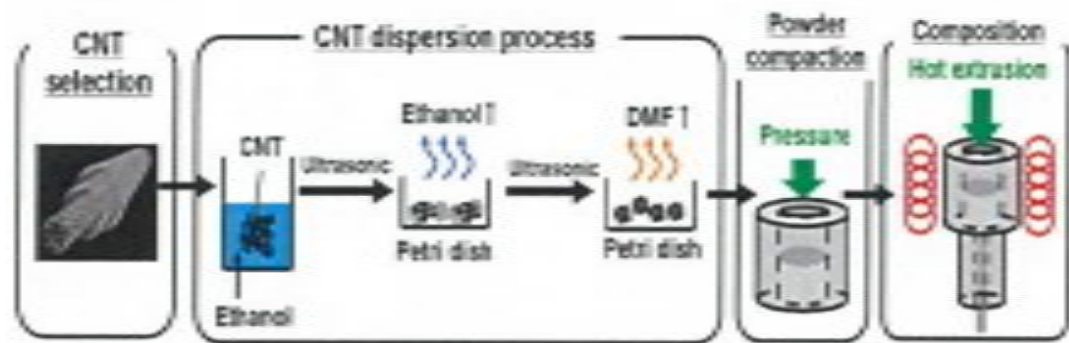 CNT
selection
CNT dispersion process
CNT
Ethanol
Ultrasonic
Ethanol↑
Petri dish
Ultrasonic
DMF↑
Petri dish
Powder
compaction
Pressure
Composition
Hot extrusion